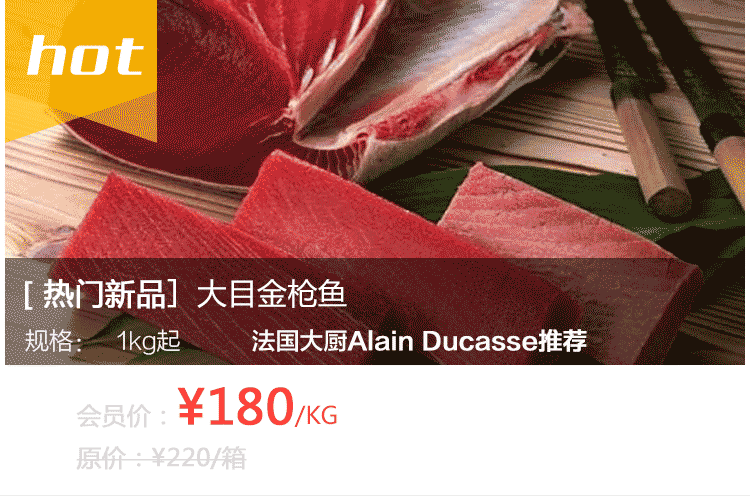 hot
[ 热门新品] 大目金枪鱼
规格： 1kg起 法国大厨Alain Ducasse推荐
会员价：¥180/KG
原价：¥220/箱